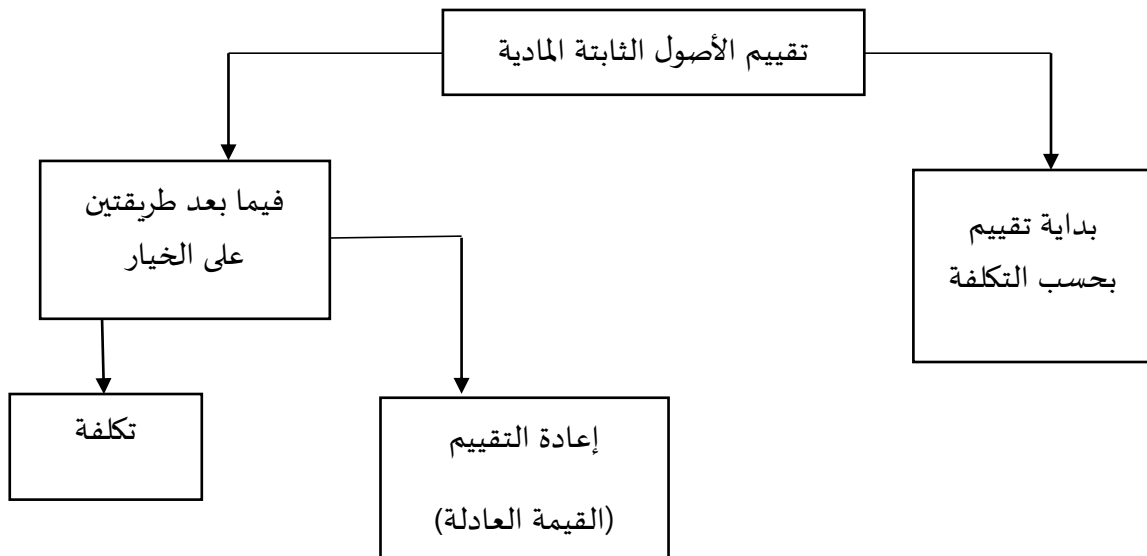 تقييم الأصول الثابتة المادية
بداية تقييم
بحسب التكلفة
فيما بعد طريقتين
على الخيار
إعادة التقييم
(القيمة العادلة)
تكلفة